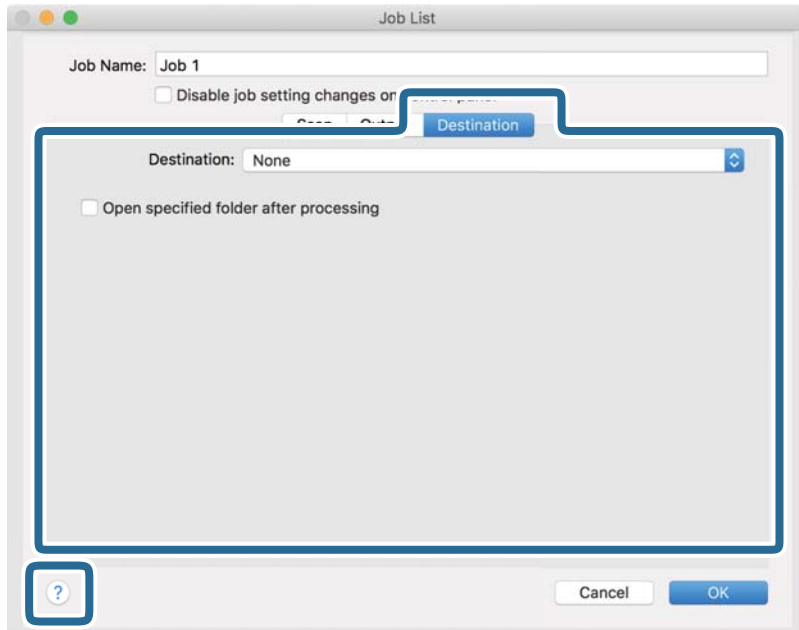 Job List
Job Name: Job 1
Disable job setting changes on
Destination
Destination: None
Open specified folder after processing
?
Cancel OK